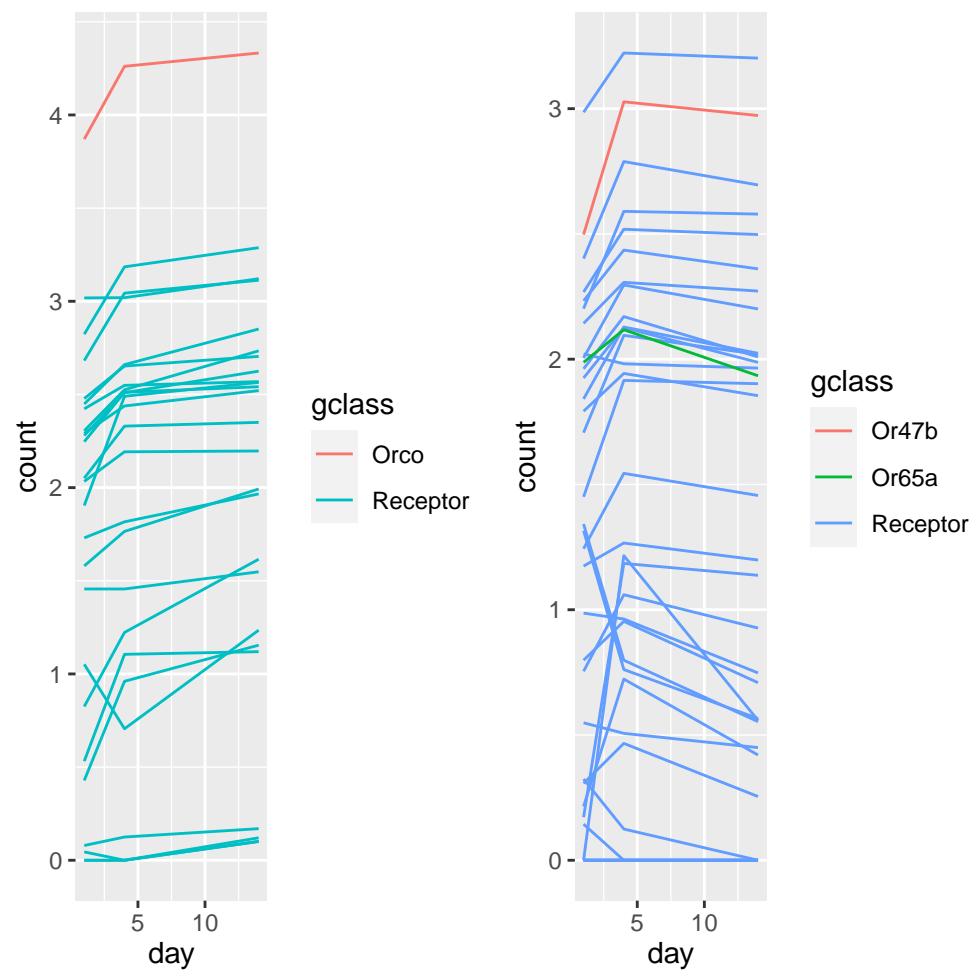 count
4
3
2
1
0
5 10
day
gclass
Orco
Receptor
count
3
2
1
0
5 10
day
gclass
Or47b
Or65a
Receptor